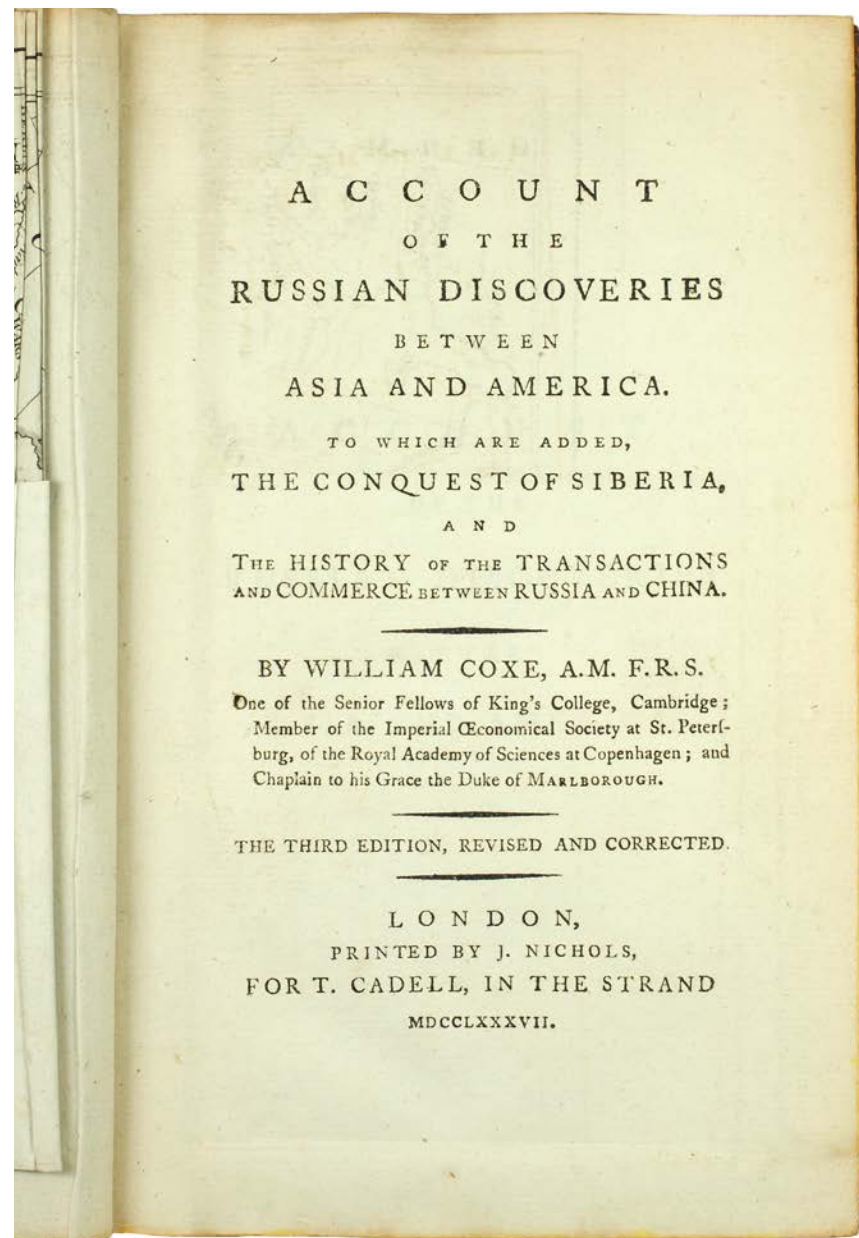 ACCOUNT
OF THE
RUSSIAN DISCOVERIES
BETWEEN
ASIA AND AMERICA.
TO WHICH ARE ADDED,
THE CONQUEST OF SIBERIA,
AND
THE HISTORY OF THE TRANSACTIONS
AND COMMERCE BETWEEN RUSSIA AND CHINA.
BY WILLIAM COXE, A.M. F.R.S.
One of the Senior Fellows of King's College, Cambridge;
Member of the Imperial Œconomical Society at St. Peterſ-
burg, of the Royal Academy of Sciences at Copenhagen; and
Chaplain to his Grace the Duke of MARLBOROUGH.
THE THIRD EDITION, REVISED AND CORRECTED.
LONDON,
PRINTED BY J. NICHOLS,
FOR T. CADELL, IN THE STRAND
MDCCLXXXVII.